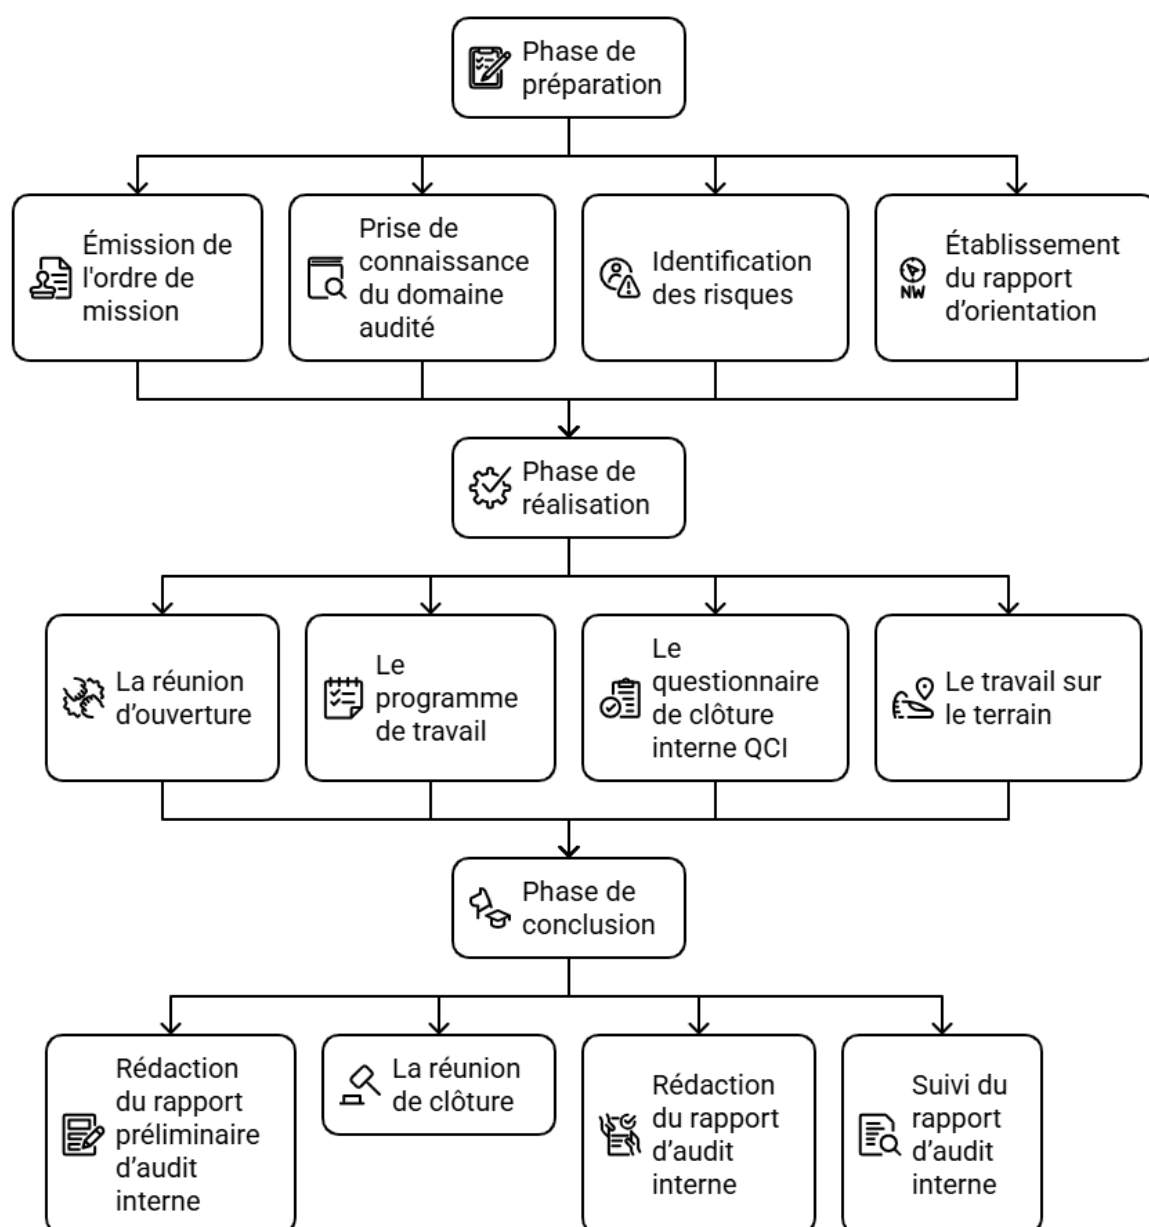 Phase de
préparation
Émission de
l'ordre de
mission
Prise de
connaissance
du domaine
audité
Identification
des risques
NW
Établissement
du rapport
d’orientation
Phase de
réalisation
La réunion
d’ouverture
Le
programme
de travail
Le
questionnaire
de clôture
interne QCI
Le travail sur
le terrain
Phase de
conclusion
Rédaction
du rapport
préliminaire
d’audit
interne
La réunion
de clôture
Rédaction
du rapport
d’audit
interne
Suivi du
rapport
d’audit
interne